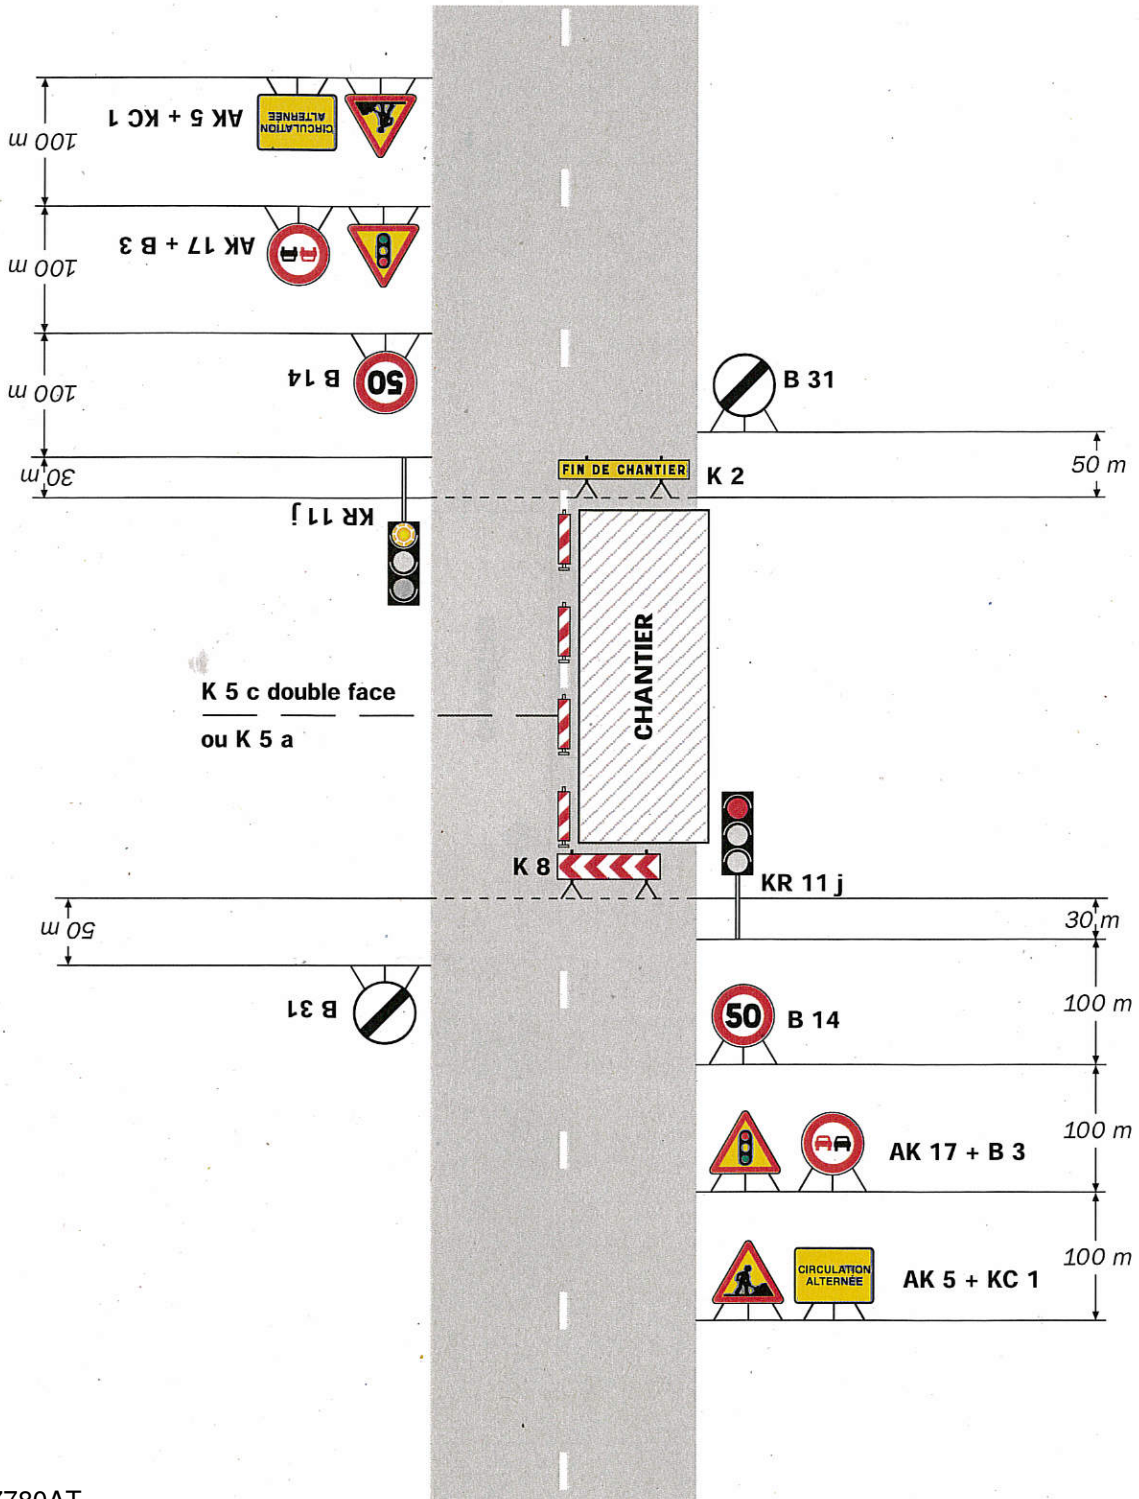 100 m
AK 5 + KC 1
CIRCULATION
ALTERNÉE
100 m
AK 17 + B 3
100 m
B 14
50
B 31
30 m
KR 11 j
FIN DE CHANTIER
K 2
50 m
CHANTIER
K 5 c double face
ou K 5 a
K 8
KR 11 j
50 m
30 m
B 31
50
B 14
100 m
AK 17 + B 3
100 m
CIRCULATION
ALTERNÉE
AK 5 + KC 1
100 m